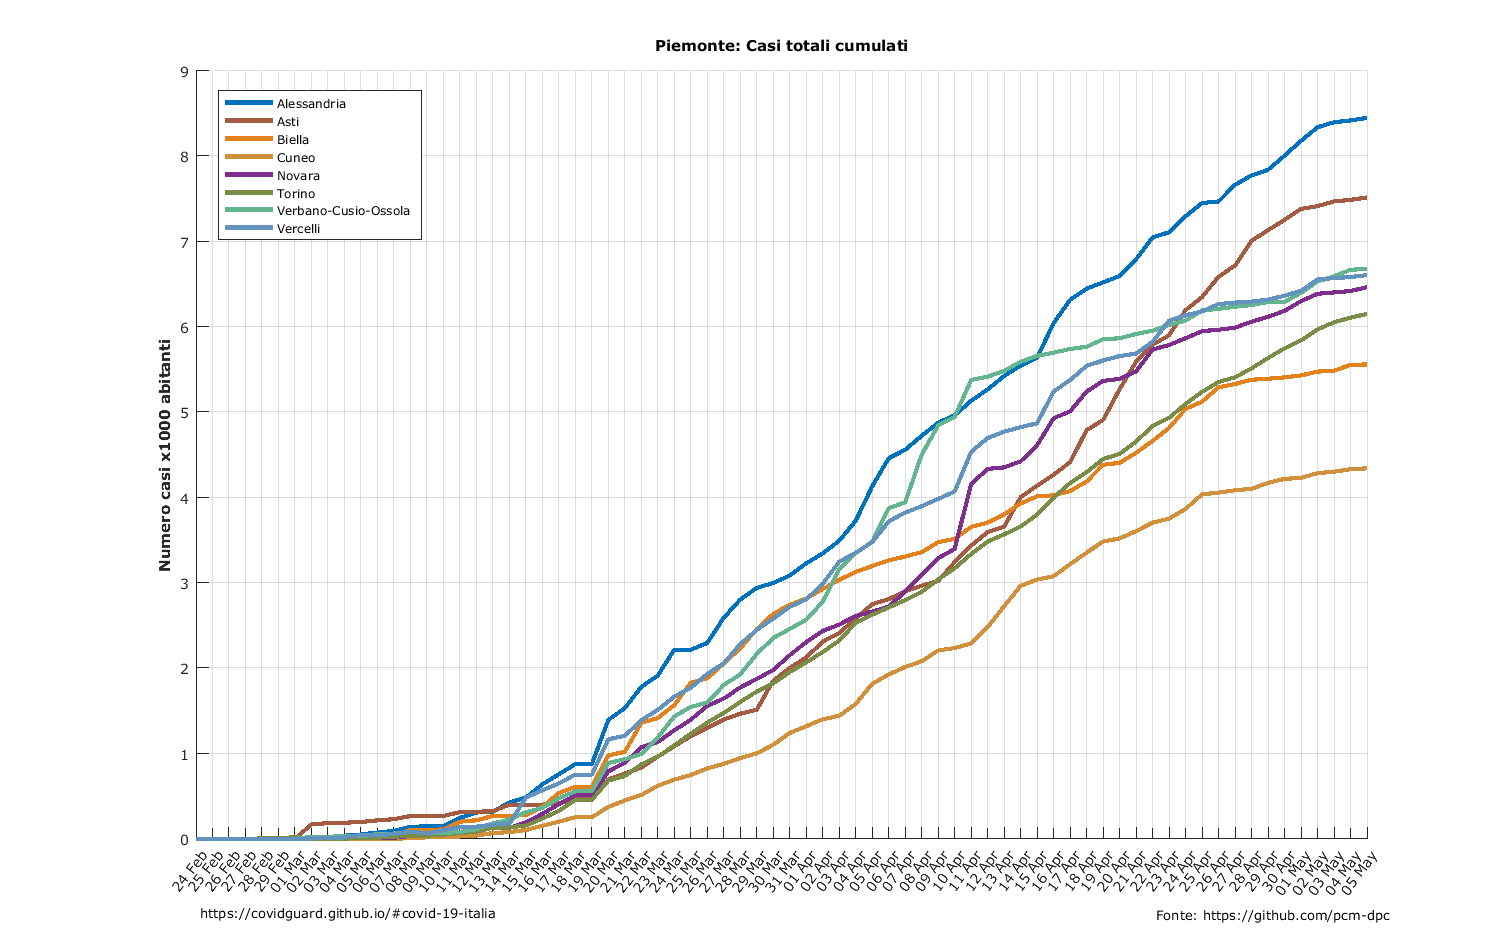 Piemonte: Casi totali cumulati
Numero casi x1000 abitanti
9
8
7
6
5
4
3
2
1
0
Alessandria
Asti
Biella
Cuneo
Novara
Torino
Verbano-Cusio-Ossola
Vercelli
24 Feb
25 Feb
26 Feb
27 Feb
28 Feb
29 Feb
01 Mar
02 Mar
03 Mar
04 Mar
05 Mar
06 Mar
07 Mar
08 Mar
09 Mar
10 Mar
11 Mar
12 Mar
13 Mar
14 Mar
15 Mar
16 Mar
17 Mar
18 Mar
19 Mar
20 Mar
21 Mar
22 Mar
23 Mar
24 Mar
25 Mar
26 Mar
27 Mar
28 Mar
29 Mar
30 Mar
31 Mar
01 Apr
02 Apr
03 Apr
04 Apr
05 Apr
06 Apr
07 Apr
08 Apr
09 Apr
10 Apr
11 Apr
12 Apr
13 Apr
14 Apr
15 Apr
16 Apr
17 Apr
18 Apr
19 Apr
20 Apr
21 Apr
22 Apr
23 Apr
24 Apr
25 Apr
26 Apr
27 Apr
28 Apr
29 Apr
30 Apr
01 May
02 May
03 May
04 May
05 May
https://covidguard.github.io/#covid-19-italia
Fonte: https://github.com/pcm-dpc